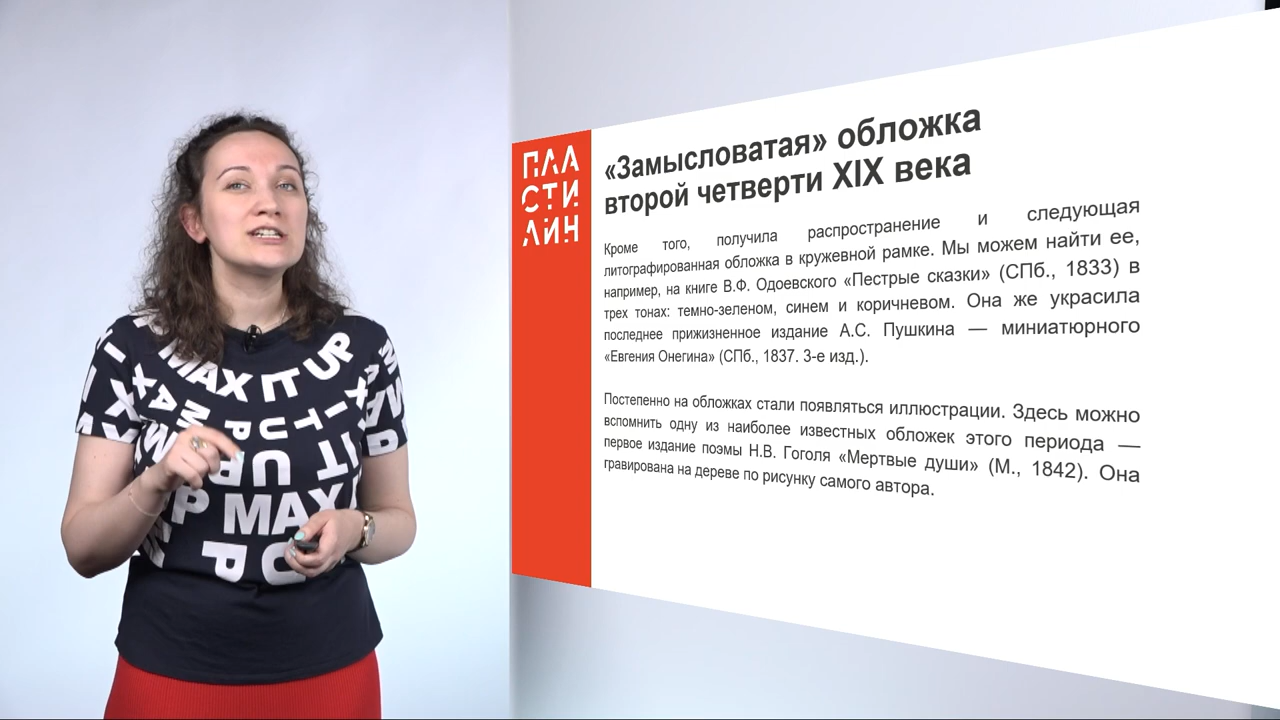 ПЛА
СТИ
ЛИН
«Замысловатая» обложка
второй четверти XIX века
Кроме того, получила распространение и следующая
литографированная обложка в кружевной рамке. Мы можем найти ее,
например, на книге В.Ф. Одоевского «Пестрые сказки» (СПб., 1833) в
трех тонах: темно-зеленом, синем и коричневом. Она же украсила
последнее прижизненное издание А.С. Пушкина — миниатюрного
«Евгения Онегина» (СПб., 1837. 3-е изд.).
Постепенно на обложках стали появляться иллюстрации. Здесь можно
вспомнить одну из наиболее известных обложек этого периода —
первое издание поэмы Н.В. Гоголя «Мертвые души» (М., 1842). Она
гравирована на дереве по рисунку самого автора.
MAX IT UP
MAX